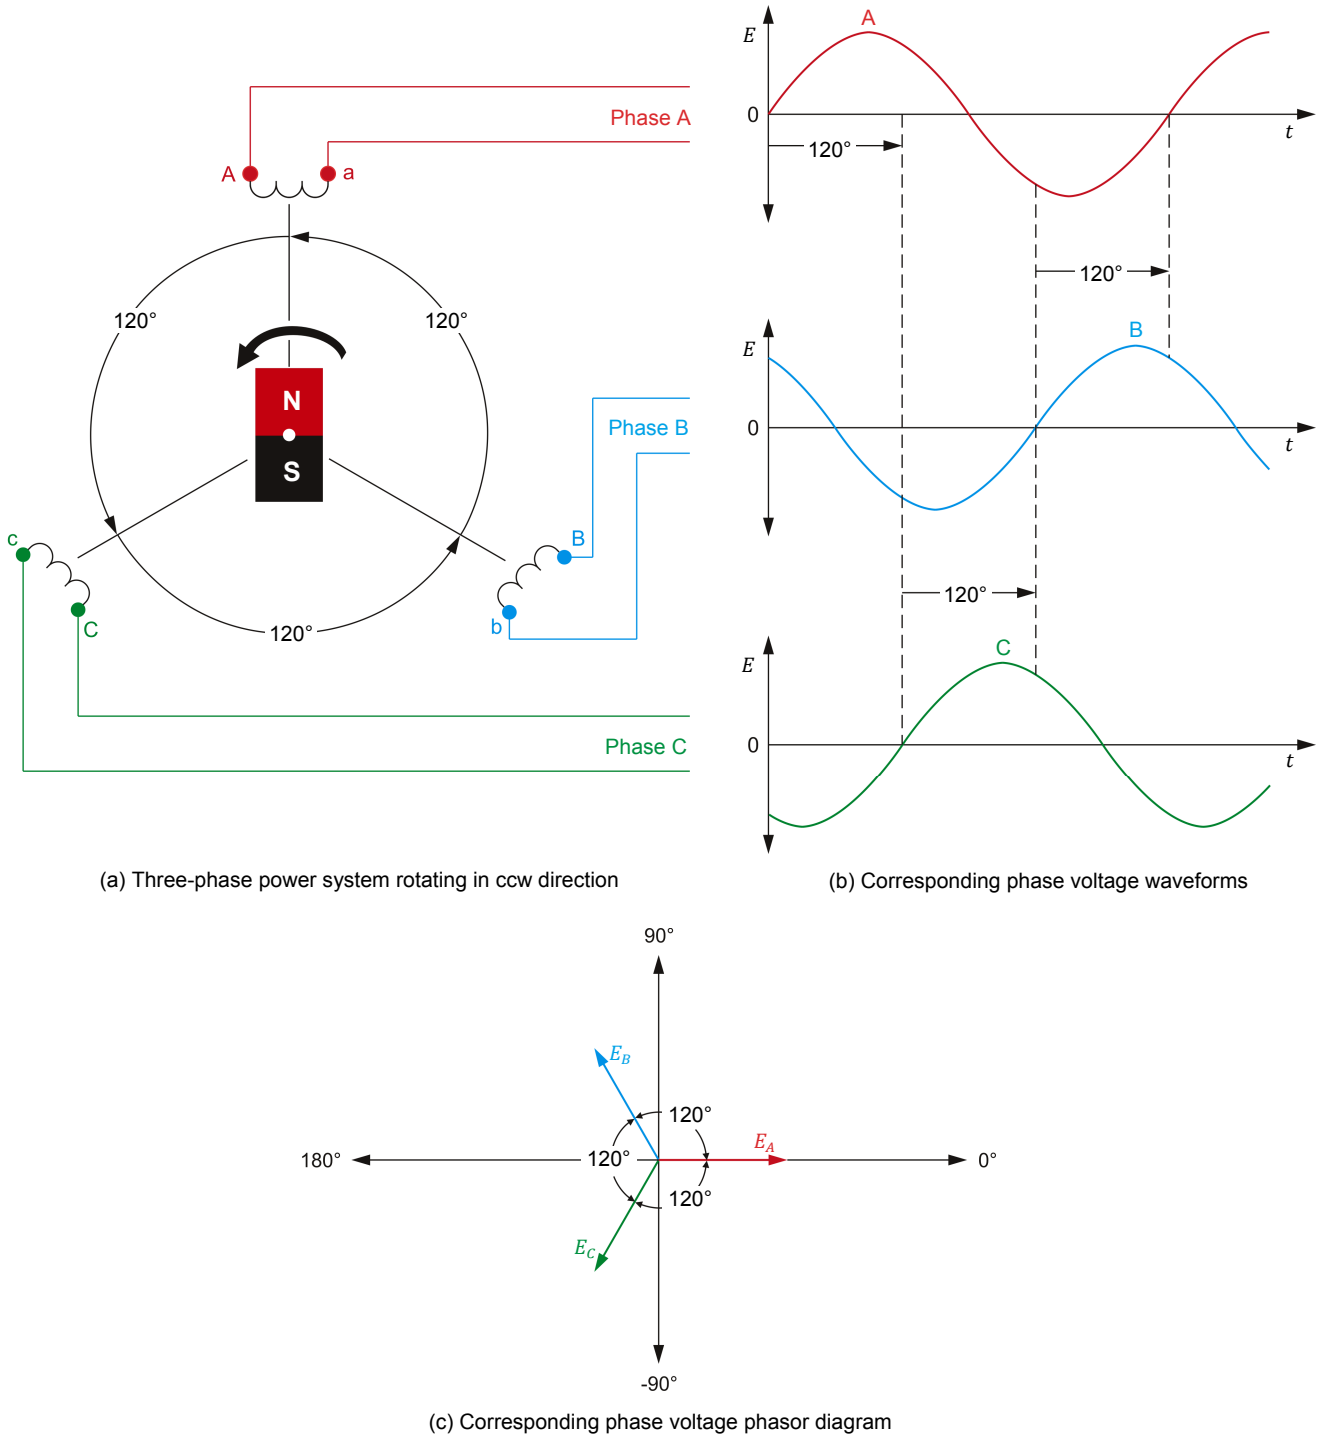 Phase A
A
a
120°
120°
N
S
Phase B
B
b
c
C
120°
Phase C
(a) Three-phase power system rotating in ccw direction
E
A
0
120°
t
120°
E
B
0
t
120°
E
C
0
t
(b) Corresponding phase voltage waveforms
90°
E_B
120°
E_A
180°
120°
0°
120°
E_C
-90°
(c) Corresponding phase voltage phasor diagram